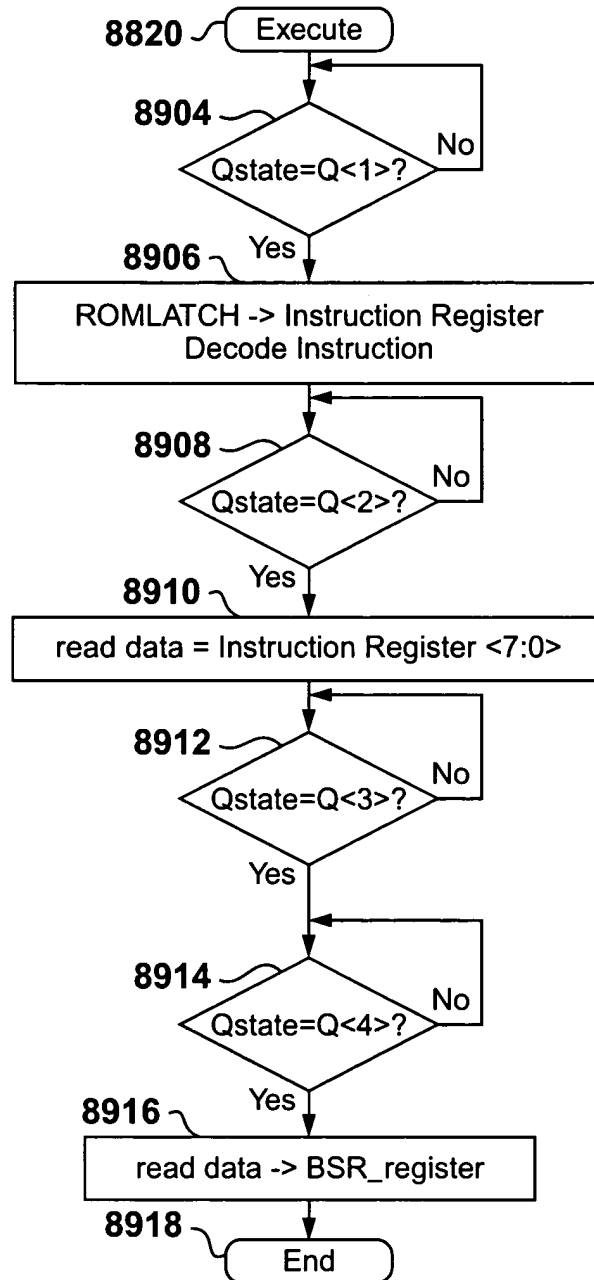 8820 Execute
8904
Qstate=Q<1>?
No
Yes
8906
ROMLATCH -> Instruction Register
Decode Instruction
8908
Qstate=Q<2>?
No
Yes
8910
read data = Instruction Register <7:0>
8912
Qstate=Q<3>?
No
Yes
8914
Qstate=Q<4>?
No
Yes
8916
read data -> BSR_register
8918
End